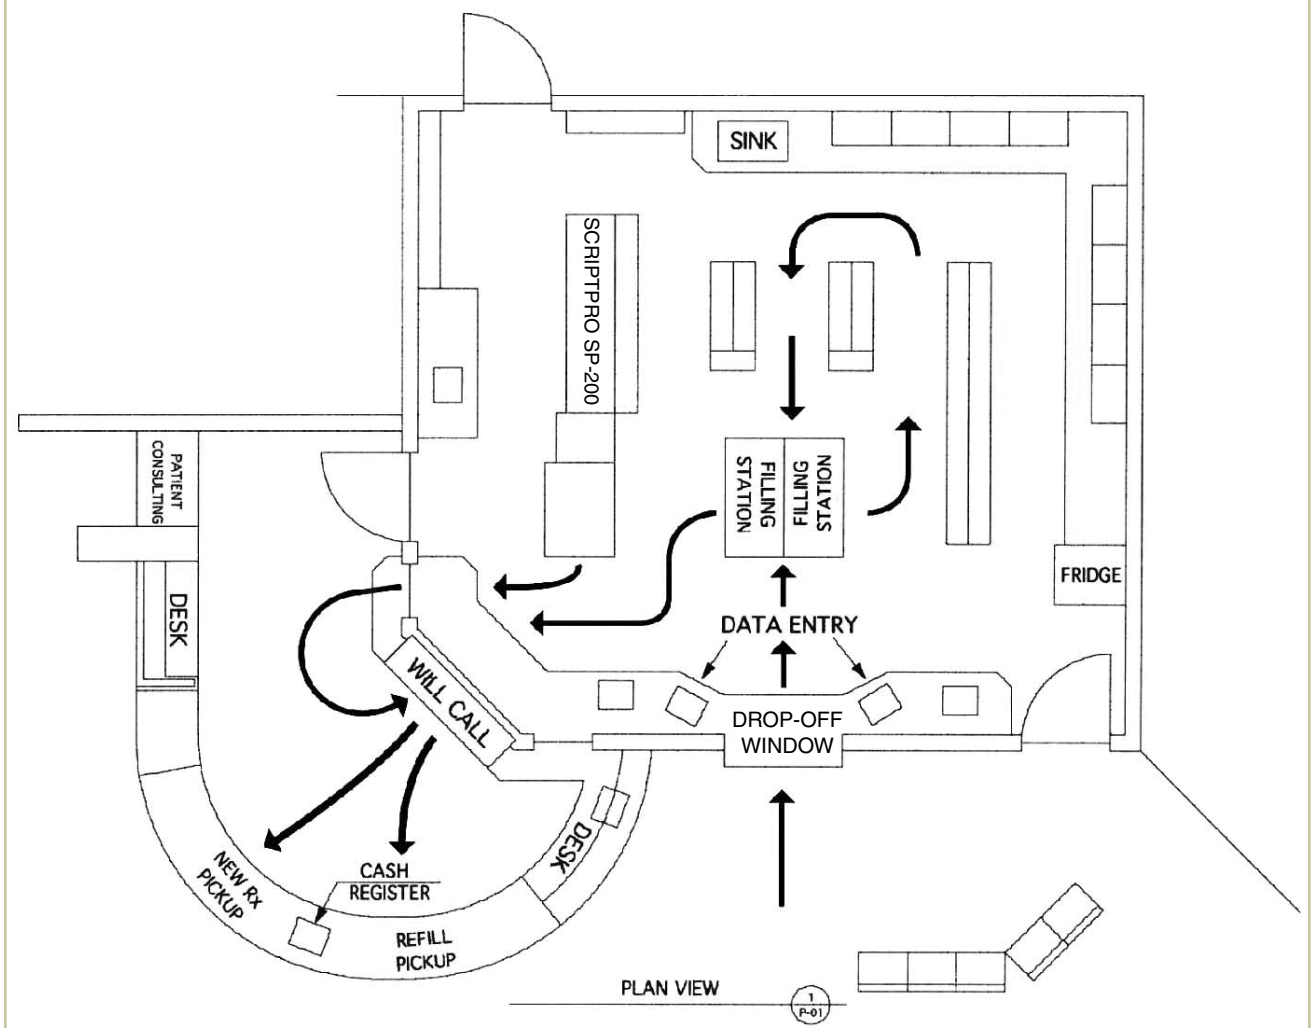 SINK
SCRIPTPRO SP-200
PATIENT
CONSULTING
FILLING
STATION
FILLING
STATION
FRIDGE
DESK
DATA ENTRY
WILL CALL
DROP-OFF
WINDOW
DESK
NEW Rx
PICKUP
CASH
REGISTER
REFILL
PICKUP
PLAN VIEW
1
P-01